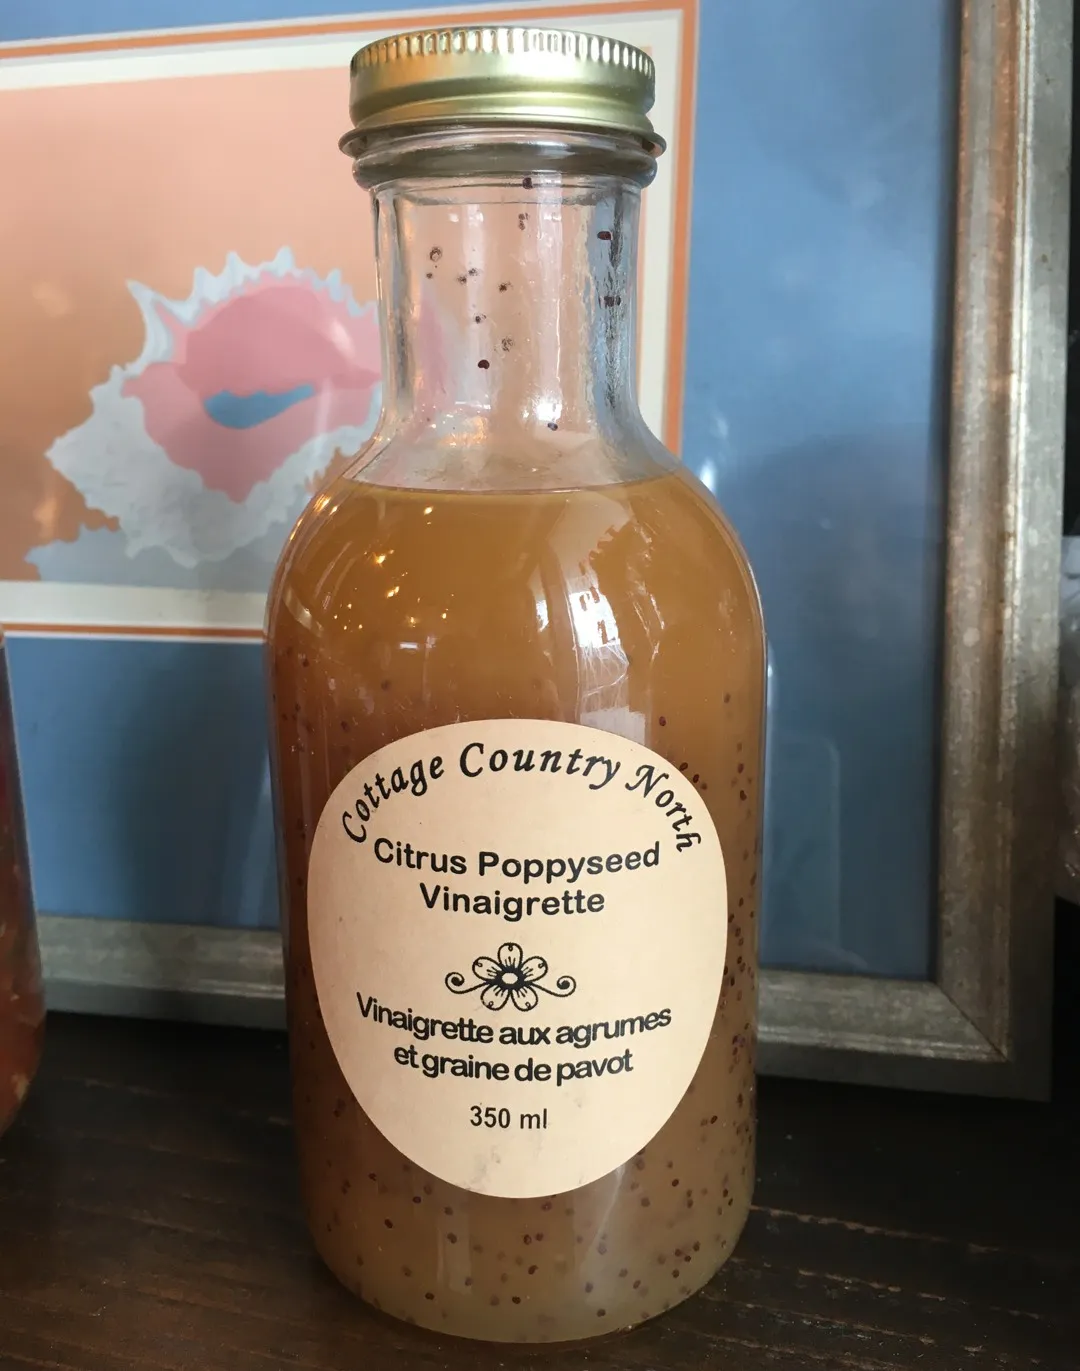 Cottage Country North
Citrus Poppyseed
Vinaigrette
Vinaigrette aux agrumes
et graine de pavot
350 ml